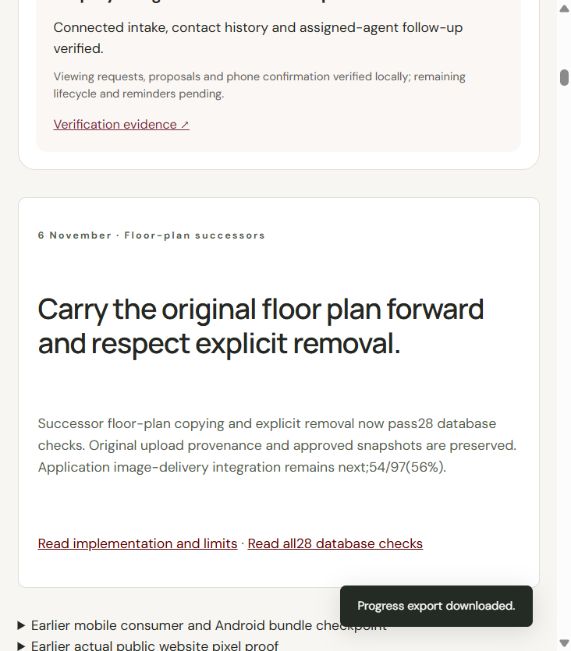 Connected intake, contact history and assigned-agent follow-up
verified.
Viewing requests, proposals and phone confirmation verified locally; remaining
lifecycle and reminders pending.
Verification evidence ↗
6 November · Floor-plan successors
Carry the original floor plan forward
and respect explicit removal.
Successor floor-plan copying and explicit removal now pass28 database
checks. Original upload provenance and approved snapshots are preserved.
Application image-delivery integration remains next;54/97(56%).
Read implementation and limits · Read all28 database checks
Progress export downloaded.
▶ Earlier mobile consumer and Android bundle checkpoint
▶ Earlier actual public website pixel proof